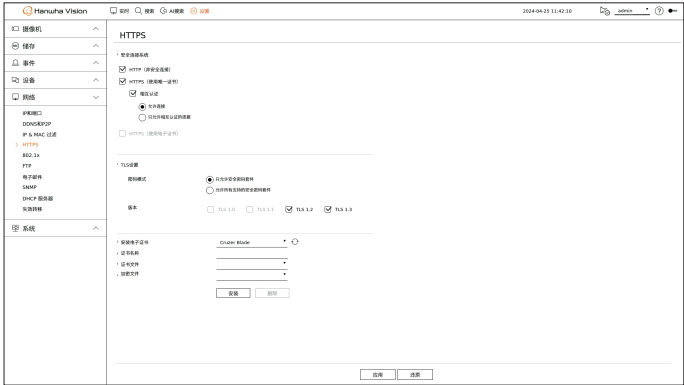 Hanwha Vision 实时 搜索 AI搜索 设置 2024-04-25 11:42:10 admin
摄像机
储存
事件
设备
网络
IP和端口
DDNS和P2P
IP & MAC 过滤
> HTTPS
802.1x
FTP
电子邮件
SNMP
DHCP 服务器
失效转移
系统
HTTPS
安全连接系统
HTTP（非安全连接）
HTTPS（使用唯一证书）
相互认证
允许连接
只允许相互认证的连接
HTTPS（使用电子证书）
TLS设置
密码模式 只允许安全密码套件
允许所有支持的安全密码套件
版本 TLS 1.0 TLS 1.1 TLS 1.2 TLS 1.3
安装电子证书 Cruzer Blade
证书名称
证书文件
加密文件
安装 删除
应用 还原